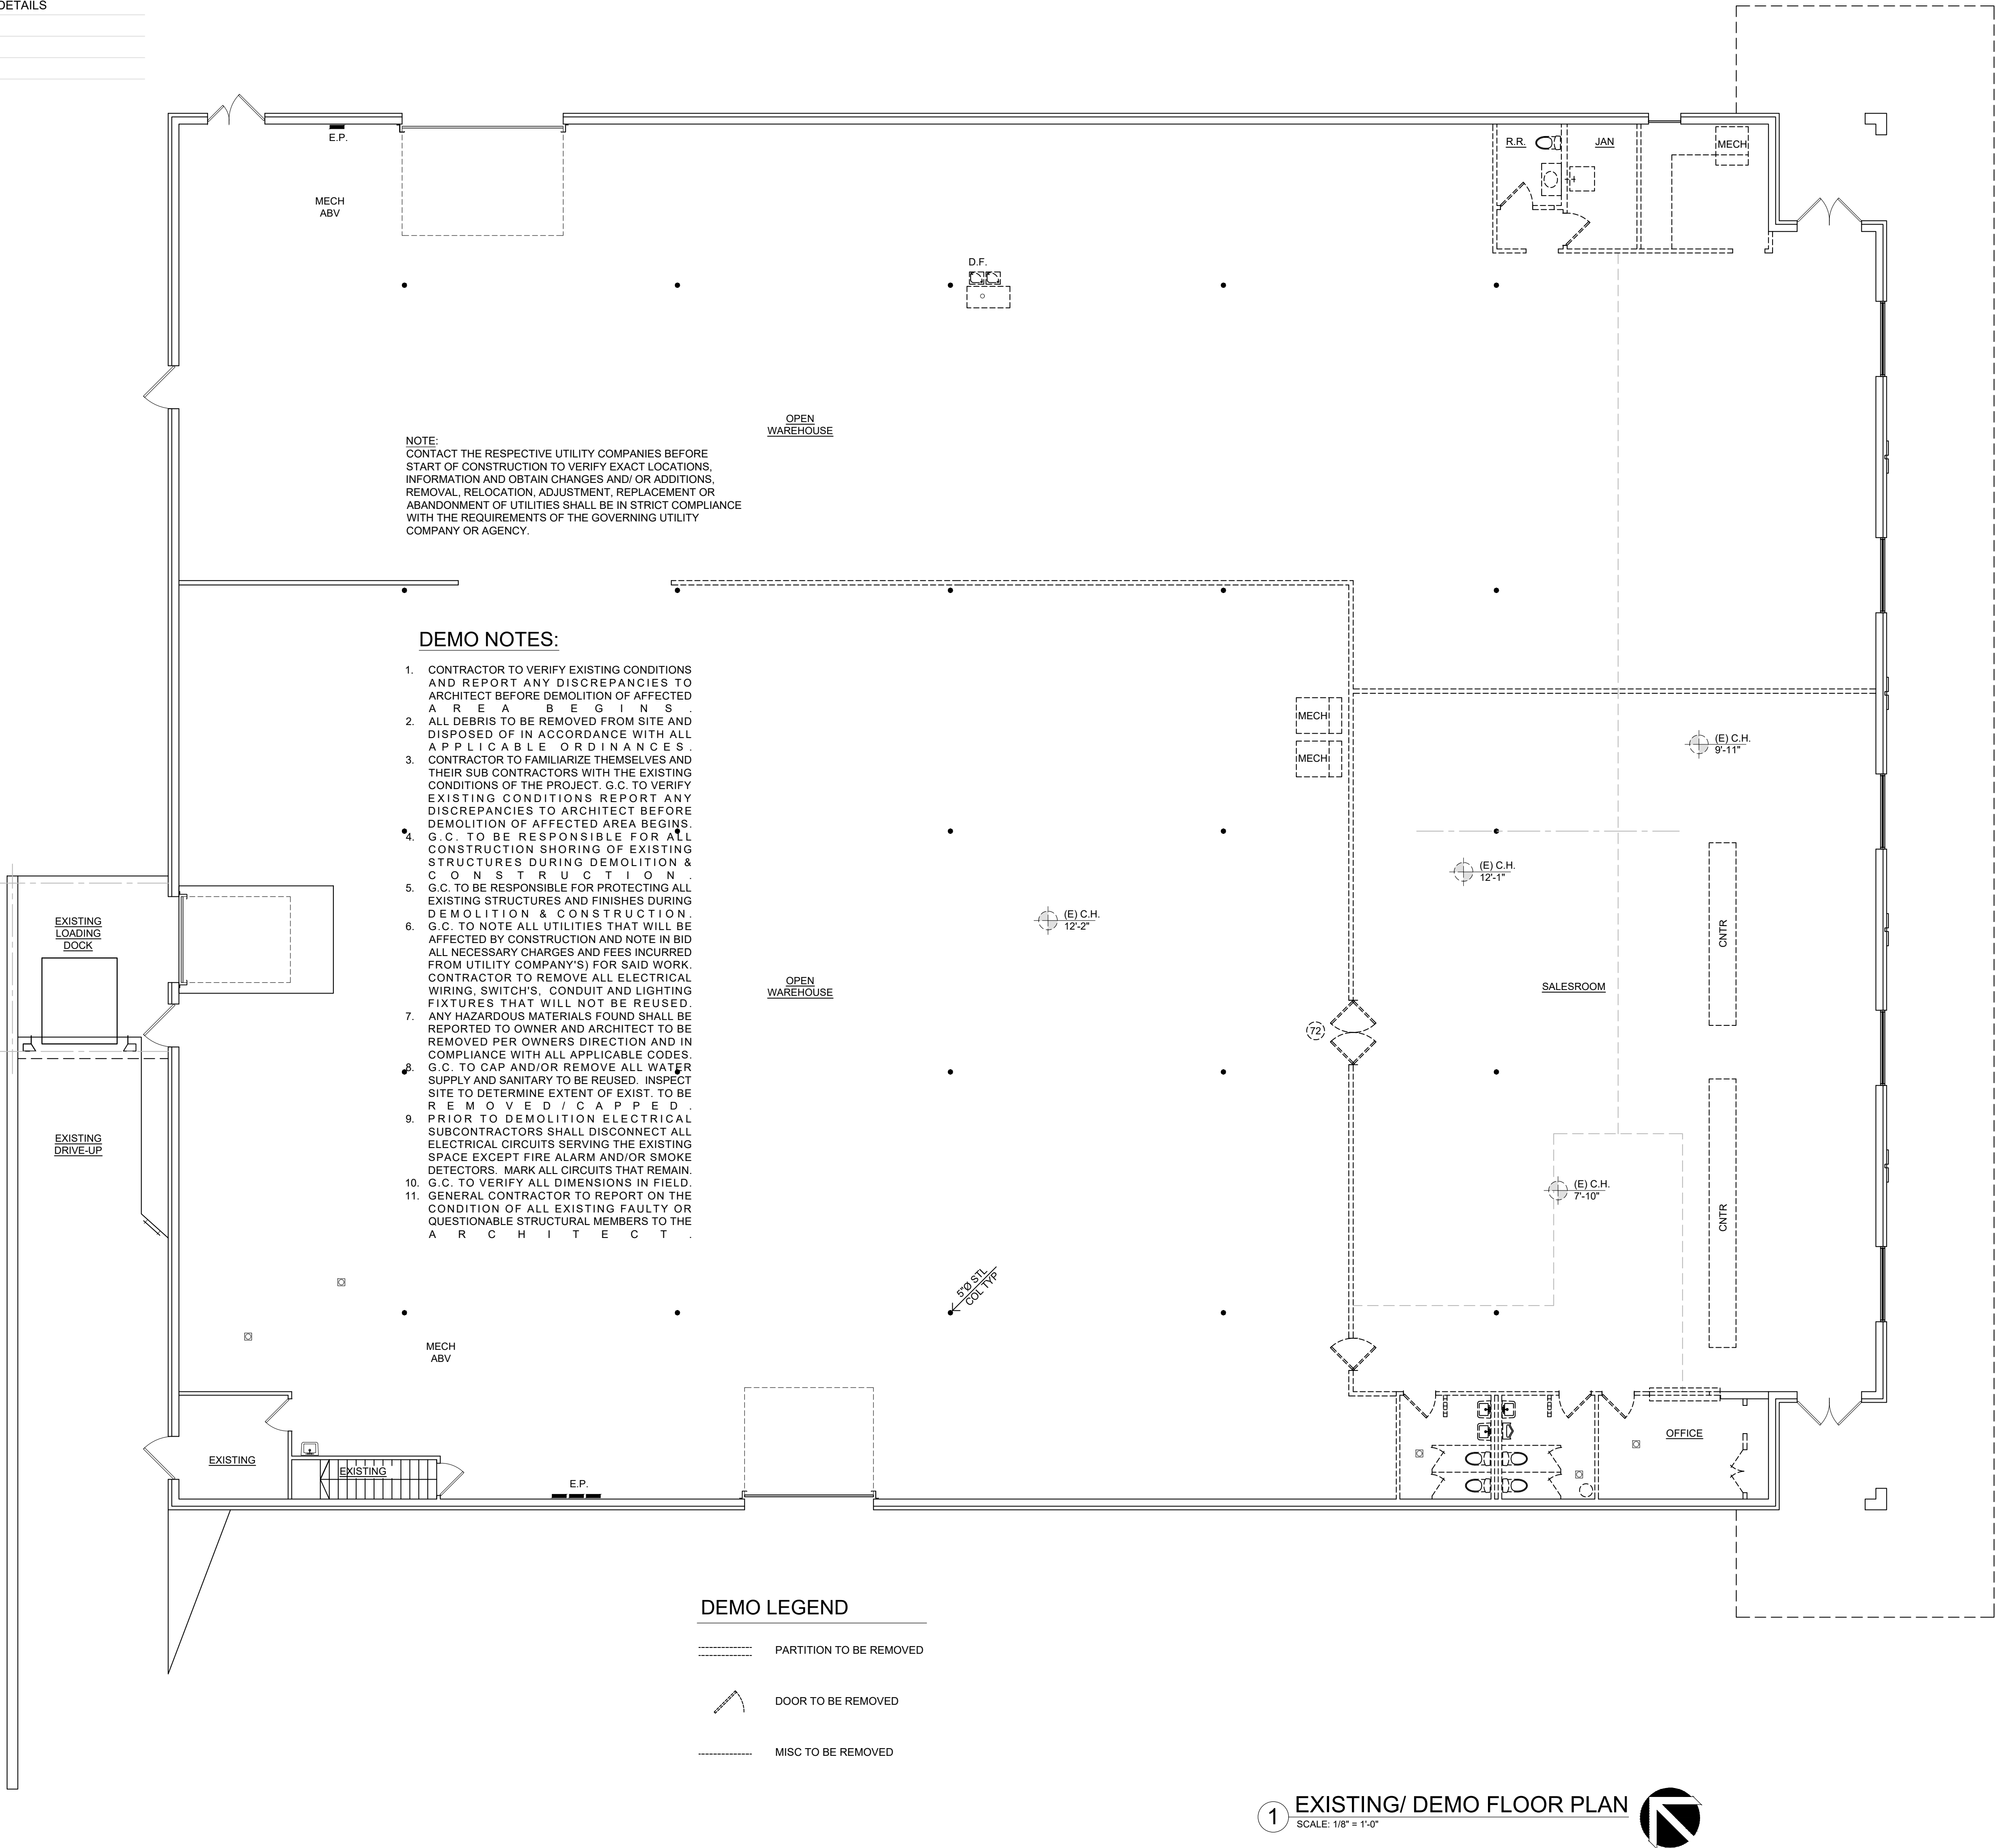 DETAILS
E.P.
MECH
ABV
R.R.
JAN
MECH
D.F.
OPEN
WAREHOUSE
NOTE:
CONTACT THE RESPECTIVE UTILITY COMPANIES BEFORE
START OF CONSTRUCTION TO VERIFY EXACT LOCATIONS,
INFORMATION AND OBTAIN CHANGES AND/ OR ADDITIONS,
REMOVAL, RELOCATION, ADJUSTMENT, REPLACEMENT OR
ABANDONMENT OF UTILITIES SHALL BE IN STRICT COMPLIANCE
WITH THE REQUIREMENTS OF THE GOVERNING UTILITY
COMPANY OR AGENCY.
DEMO NOTES:
1. CONTRACTOR TO VERIFY EXISTING CONDITIONS
AND REPORT ANY DISCREPANCIES TO
ARCHITECT BEFORE DEMOLITION OF AFFECTED
AREA BEGINS.
2. ALL DEBRIS TO BE REMOVED FROM SITE AND
DISPOSED OF IN ACCORDANCE WITH ALL
APPLICABLE ORDINANCES.
3. CONTRACTOR TO FAMILIARIZE THEMSELVES AND
THEIR SUB CONTRACTORS WITH THE EXISTING
CONDITIONS OF THE PROJECT. G.C. TO VERIFY
EXISTING CONDITIONS REPORT ANY
DISCREPANCIES TO ARCHITECT BEFORE
DEMOLITION OF AFFECTED AREA BEGINS.
4. G.C. TO BE RESPONSIBLE FOR ALL
CONSTRUCTION SHORING OF EXISTING
STRUCTURES DURING DEMOLITION &
CONSTRUCTION.
5. G.C. TO BE RESPONSIBLE FOR PROTECTING ALL
EXISTING STRUCTURES AND FINISHES DURING
DEMOLITION & CONSTRUCTION.
6. G.C. TO NOTE ALL UTILITIES THAT WILL BE
AFFECTED BY CONSTRUCTION AND NOTE IN BID
ALL NECESSARY CHARGES AND FEES INCURRED
FROM UTILITY COMPANY'S) FOR SAID WORK.
CONTRACTOR TO REMOVE ALL ELECTRICAL
WIRING, SWITCH'S, CONDUIT AND LIGHTING
FIXTURES THAT WILL NOT BE REUSED.
7. ANY HAZARDOUS MATERIALS FOUND SHALL BE
REPORTED TO OWNER AND ARCHITECT TO BE
REMOVED PER OWNERS DIRECTION AND IN
COMPLIANCE WITH ALL APPLICABLE CODES.
8. G.C. TO CAP AND/OR REMOVE ALL WATER
SUPPLY AND SANITARY TO BE REUSED. INSPECT
SITE TO DETERMINE EXTENT OF EXIST. TO BE
REMOVED/CAPPED.
9. PRIOR TO DEMOLITION ELECTRICAL
SUBCONTRACTORS SHALL DISCONNECT ALL
ELECTRICAL CIRCUITS SERVING THE EXISTING
SPACE EXCEPT FIRE ALARM AND/OR SMOKE
DETECTORS. MARK ALL CIRCUITS THAT REMAIN.
10. G.C. TO VERIFY ALL DIMENSIONS IN FIELD.
11. GENERAL CONTRACTOR TO REPORT ON THE
CONDITION OF ALL EXISTING FAULTY OR
QUESTIONABLE STRUCTURAL MEMBERS TO THE
ARCHITECT.
MECH
MECH
(E) C.H.
9'-11"
(E) C.H.
12'-1"
(E) C.H.
12'-2"
EXISTING
LOADING
DOCK
OPEN
WAREHOUSE
CNTR
SALESROOM
72
EXISTING
DRIVE-UP
(E) C.H.
7'-10"
CNTR
5"Ø STL
COL TYP
MECH
ABV
OFFICE
EXISTING
EXISTING
E.P.
DEMO LEGEND
PARTITION TO BE REMOVED
DOOR TO BE REMOVED
MISC TO BE REMOVED
1 EXISTING/ DEMO FLOOR PLAN
SCALE: 1/8" = 1'-0"